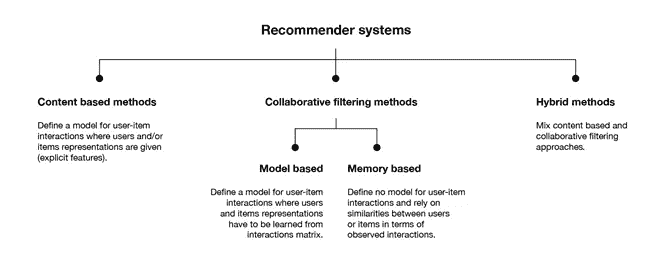 Recommender systems
Content based methods
Define a model for user-item
interactions where users and/or
items representations are given
(explicit features).
Collaborative filtering methods
Model based
Define a model for user-item
interactions where users
and items representations
have to be learned from
interactions matrix.
Memory based
Define no model for user-item
interactions and rely on
similarities between users
or items in terms of
observed interactions.
Hybrid methods
Mix content based and
collaborative filtering
approaches.